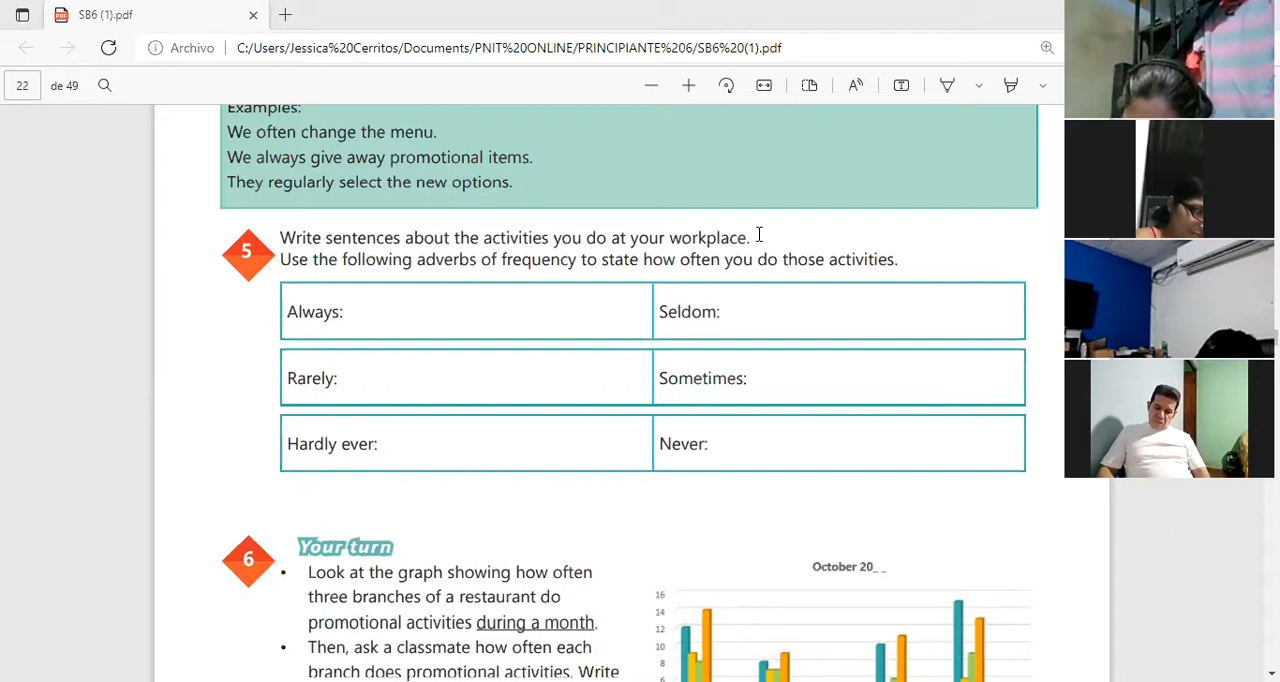 SB6 (1).pdf
Archivo
C:/Users/Jessica%20Cerritos/Documents/PNIT%20ONLINE/PRINCIPIANTE%206/SB6%20(1).pdf
22 de 49
Examples:
We often change the menu.
We always give away promotional items.
They regularly select the new options.
5
Write sentences about the activities you do at your workplace.
Use the following adverbs of frequency to state how often you do those activities.
Always:
Seldom:
Rarely:
Sometimes:
Hardly ever:
Never:
6
Your turn
• Look at the graph showing how often
three branches of a restaurant do
promotional activities during a month.
• Then, ask a classmate how often each
branch does promotional activities. Write
October 20_ _
16
14
12
10
8
6